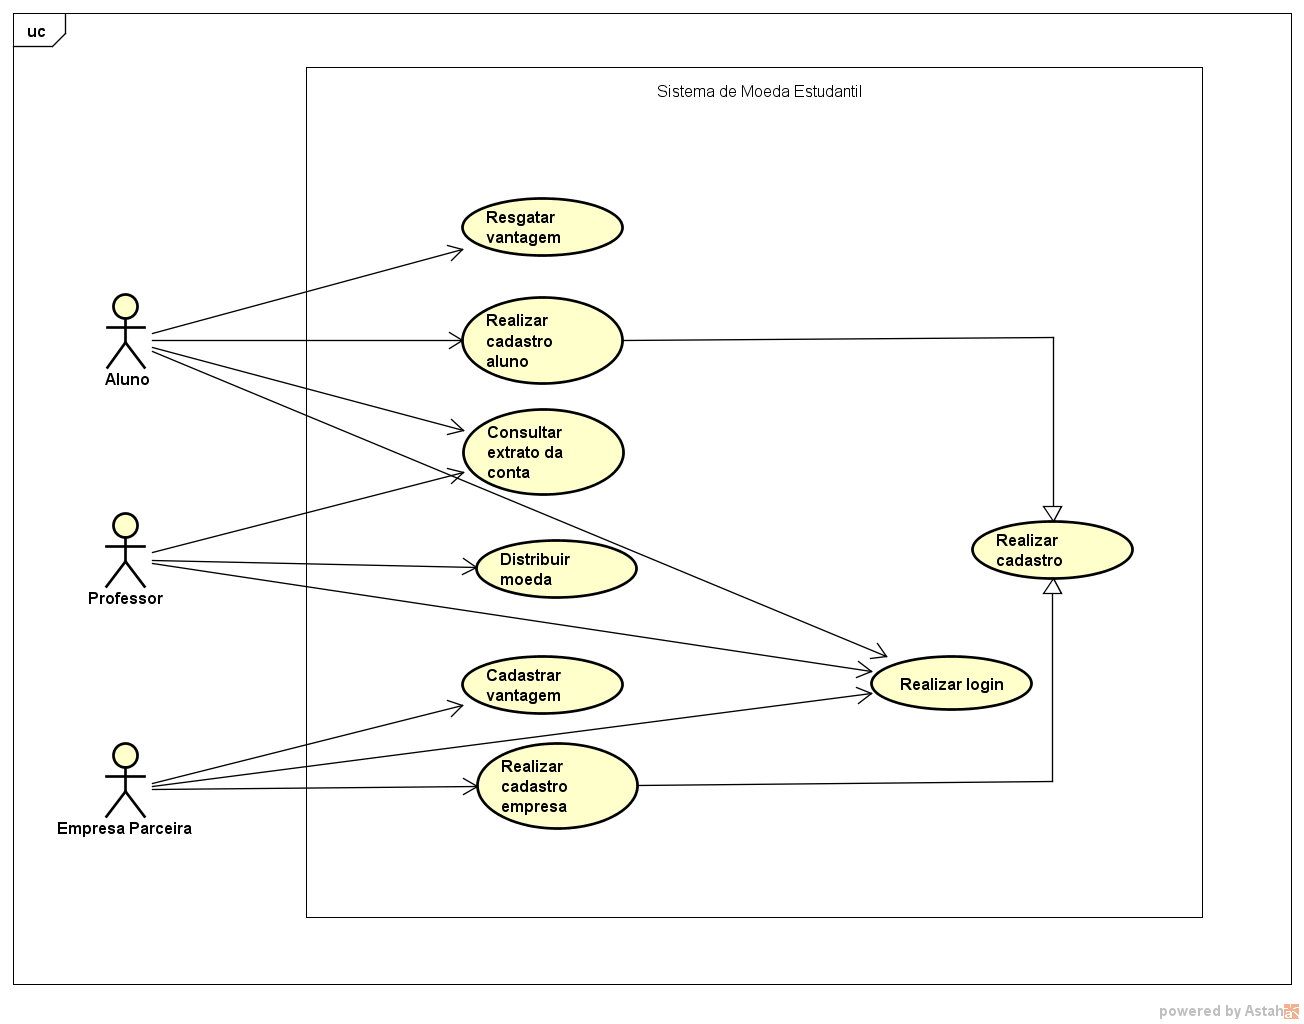 uc
Sistema de Moeda Estudantil
Resgatar
vantagem
Realizar
cadastro
aluno
Aluno
Consultar
extrato da
conta
Realizar
cadastro
Distribuir
moeda
Professor
Cadastrar
vantagem
Realizar login
Realizar
cadastro
empresa
Empresa Parceira
powered by Astah